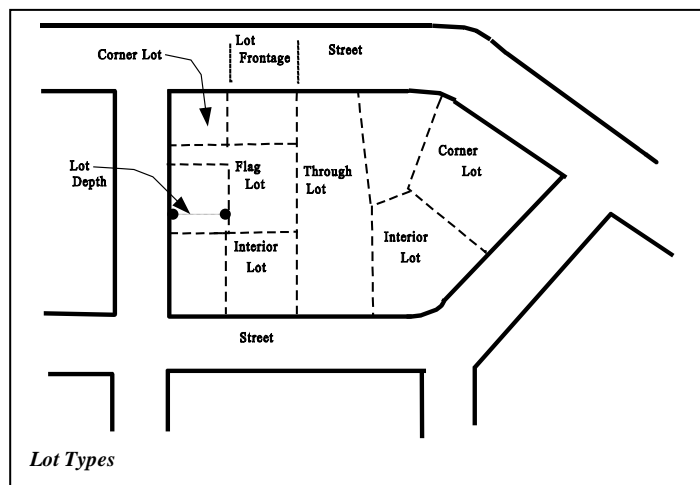 Lot
Frontage
Street
Corner Lot
Lot
Depth
Flag
Lot
Through
Lot
Corner
Lot
Interior
Lot
Interior
Lot
Street
Lot Types